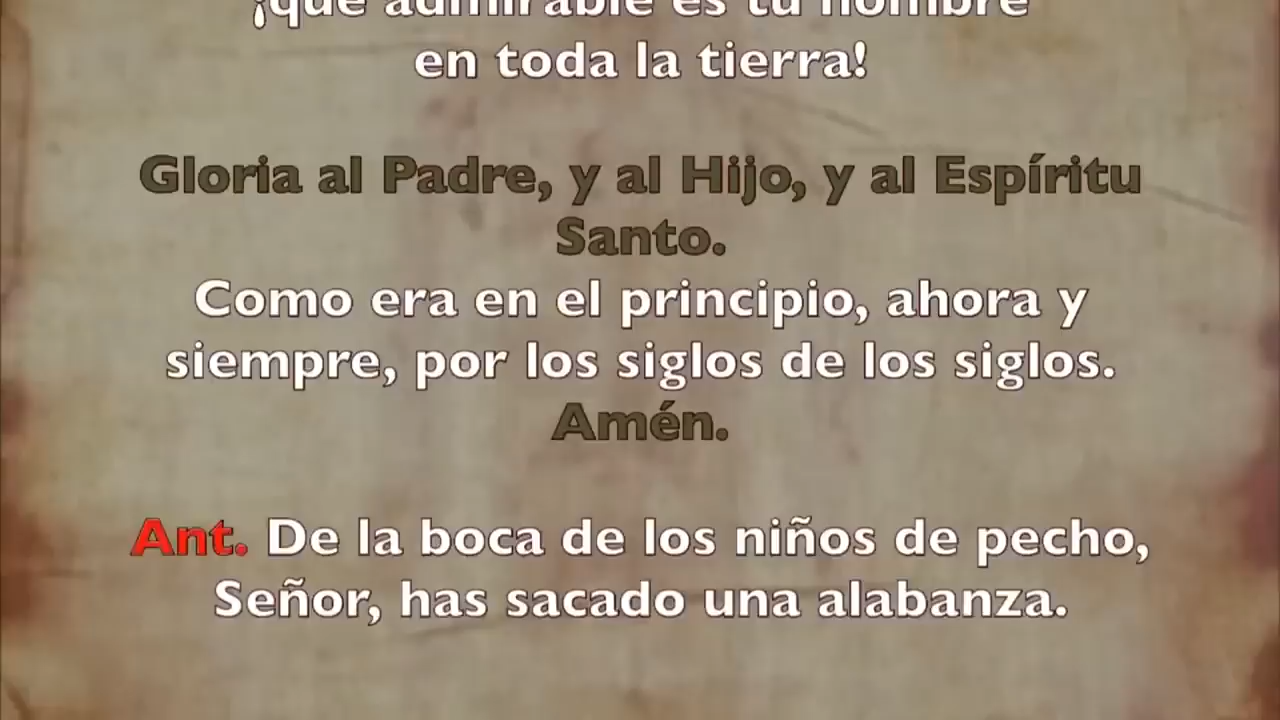 ¡qué admirable es tu nombre
en toda la tierra!
Gloria al Padre, y al Hijo, y al Espíritu
Santo.
Como era en el principio, ahora y
siempre, por los siglos de los siglos.
Amén.
Ant. De la boca de los niños de pecho,
Señor, has sacado una alabanza.